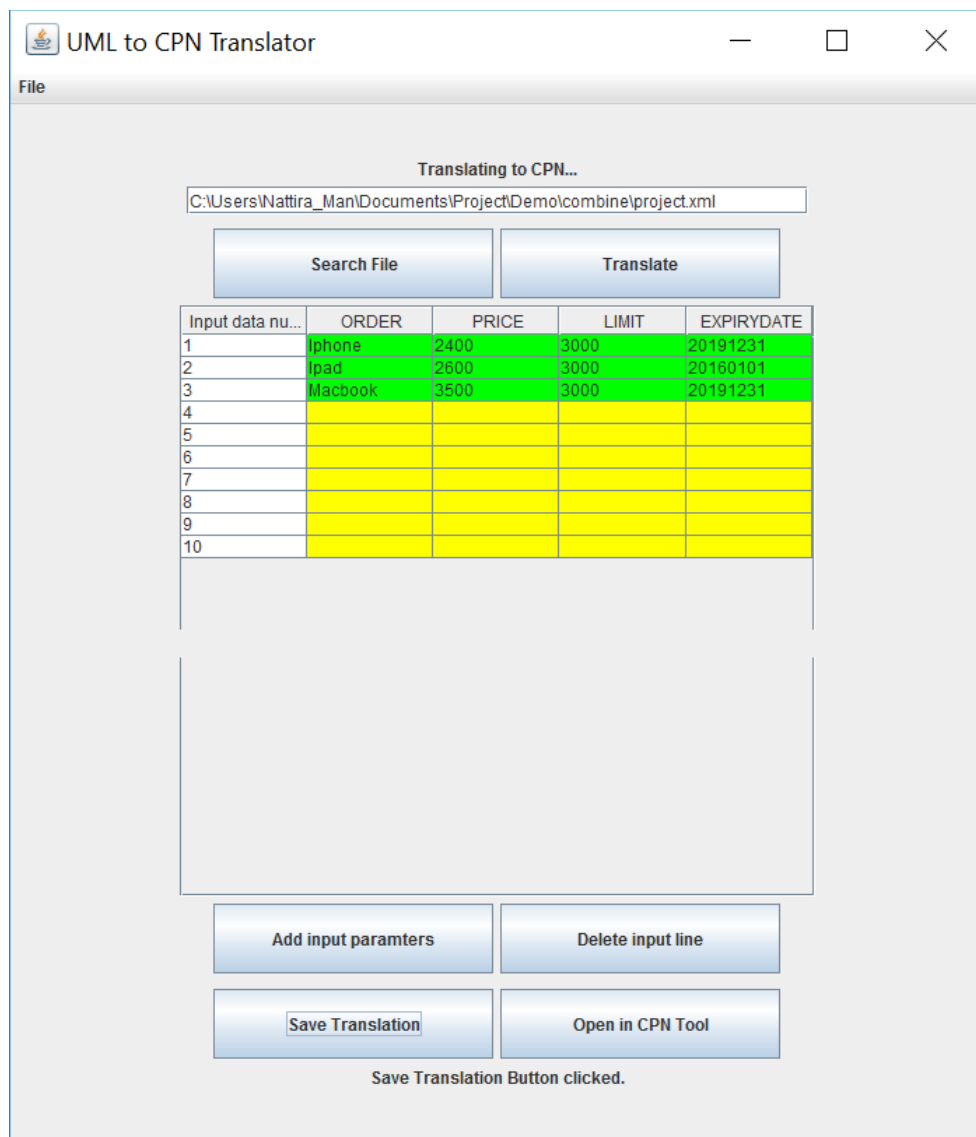 UML to CPN Translator
File
Translating to CPN...
C:\Users\Nattira_Man\Documents\Project\Demo\combine\project.xml
Search File Translate
Input data nu... ORDER PRICE LIMIT EXPIRYDATE
1 Iphone 2400 3000 20191231
2 Ipad 2600 3000 20160101
3 Macbook 3500 3000 20191231
4
5
6
7
8
9
10
Add input paramters Delete input line
Save Translation Open in CPN Tool
Save Translation Button clicked.